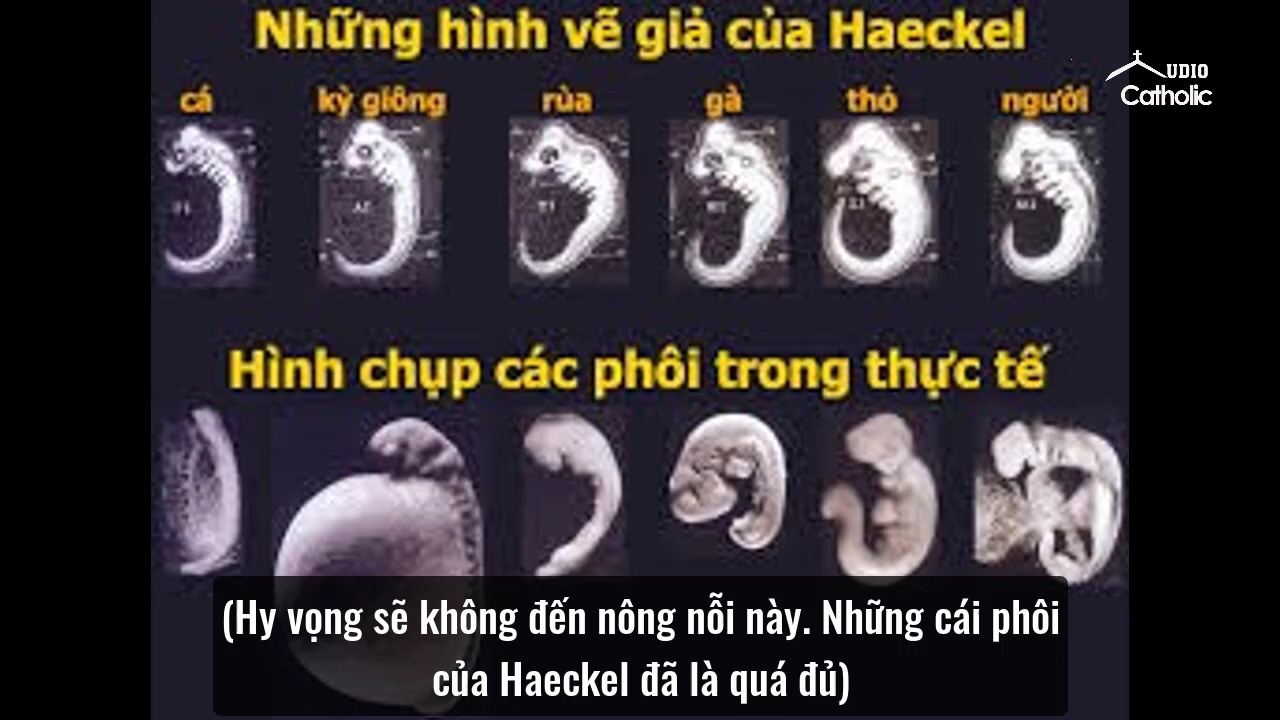 Những hình vẽ giả của Haeckel
UDIO
Catholic
cá kỳ giông rùa gà thỏ người
Hình chụp các phôi trong thực tế
(Hy vọng sẽ không đến nông nỗi này. Những cái phôi
của Haeckel đã là quá đủ)